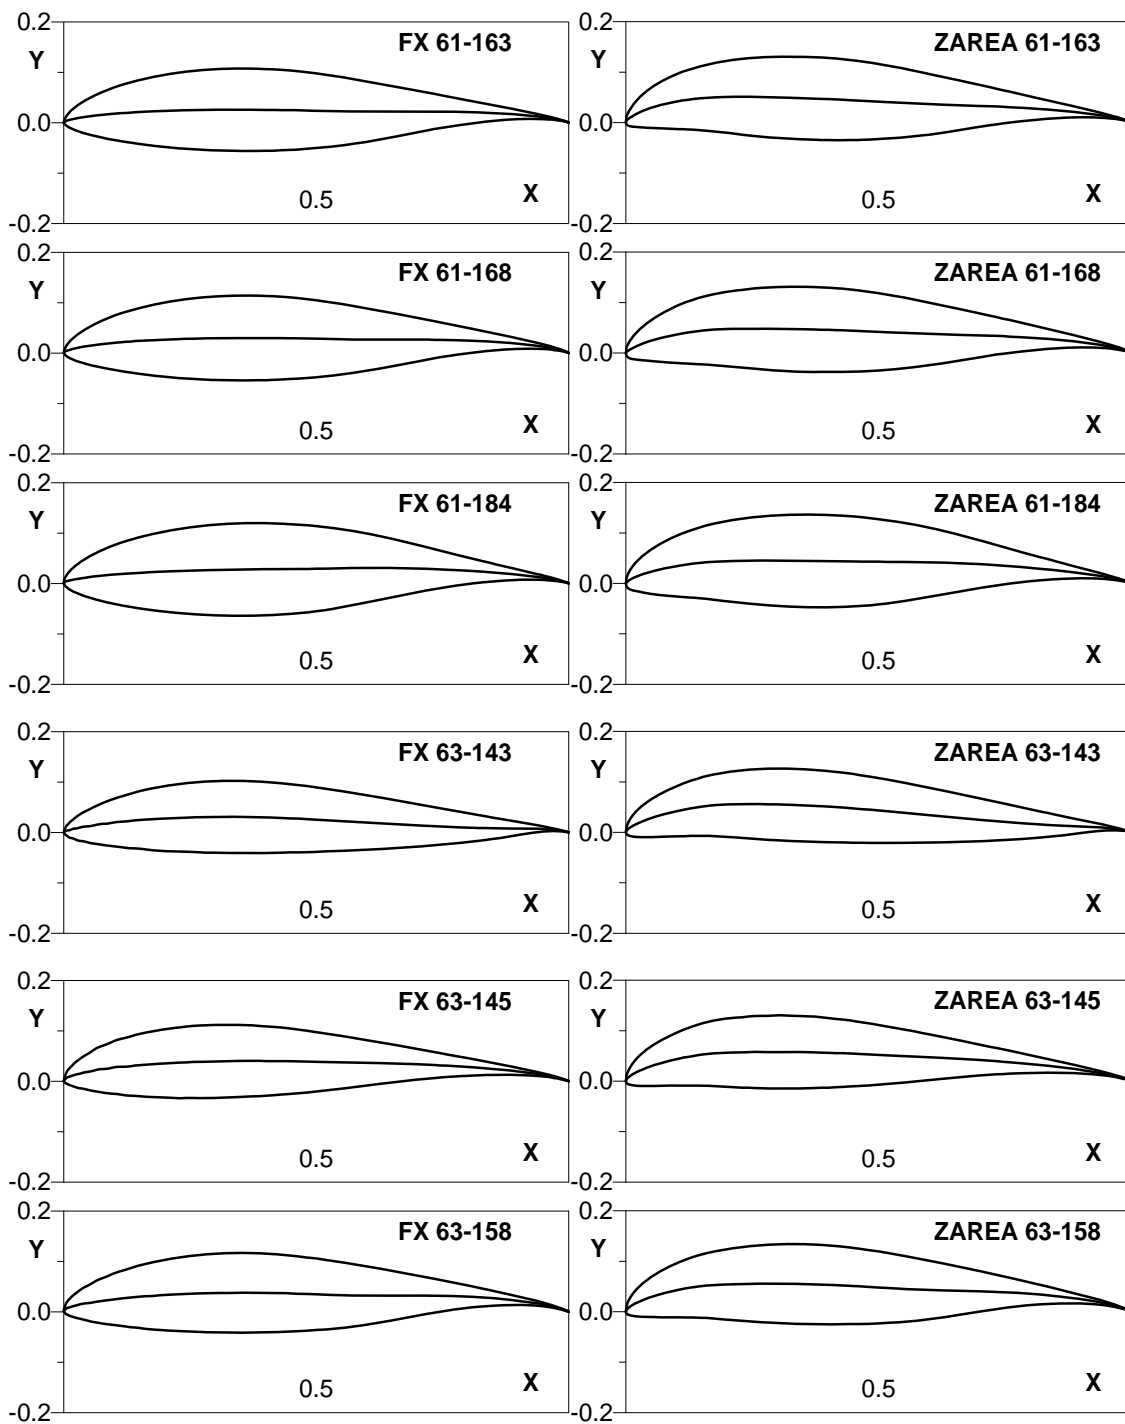 0.2 FX 61-163 0.2 ZAREA 61-163
Y Y
0.0 0.0
0.5 X 0.5 X
-0.2 -0.2
0.2 FX 61-168 0.2 ZAREA 61-168
Y Y
0.0 0.0
0.5 X 0.5 X
-0.2 -0.2
0.2 FX 61-184 0.2 ZAREA 61-184
Y Y
0.0 0.0
0.5 X 0.5 X
-0.2 -0.2
0.2 FX 63-143 0.2 ZAREA 63-143
Y Y
0.0 0.0
0.5 X 0.5 X
-0.2 -0.2
0.2 FX 63-145 0.2 ZAREA 63-145
Y Y
0.0 0.0
0.5 X 0.5 X
-0.2 -0.2
0.2 FX 63-158 0.2 ZAREA 63-158
Y Y
0.0 0.0
0.5 X 0.5 X
-0.2 -0.2